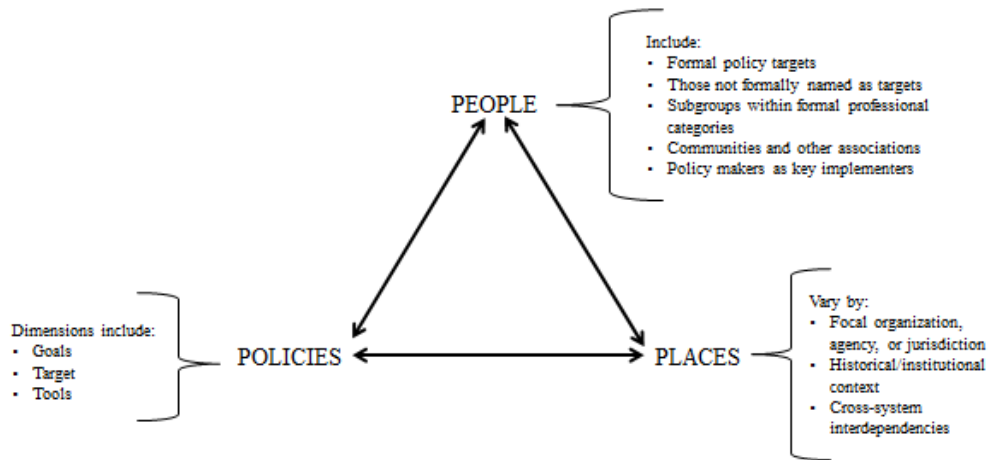 Include:
• Formal policy targets
• Those not formally named as targets
• Subgroups within formal professional
categories
• Communities and other associations
• Policy makers as key implementers
PEOPLE
Dimensions include:
• Goals
• Target
• Tools
POLICIES
PLACES
Vary by:
• Focal organization,
agency, or jurisdiction
• Historical/institutional
context
• Cross-system
interdependencies